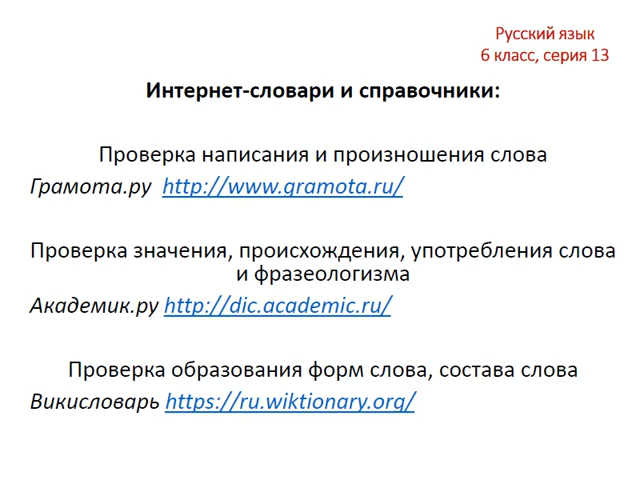 Русский язык
6 класс, серия 13
Интернет-словари и справочники:
Проверка написания и произношения слова
Грамота.ру http://www.gramota.ru/
Проверка значения, происхождения, употребления слова
и фразеологизма
Академик.ру http://dic.academic.ru/
Проверка образования форм слова, состава слова
Викисловарь https://ru.wiktionary.org/